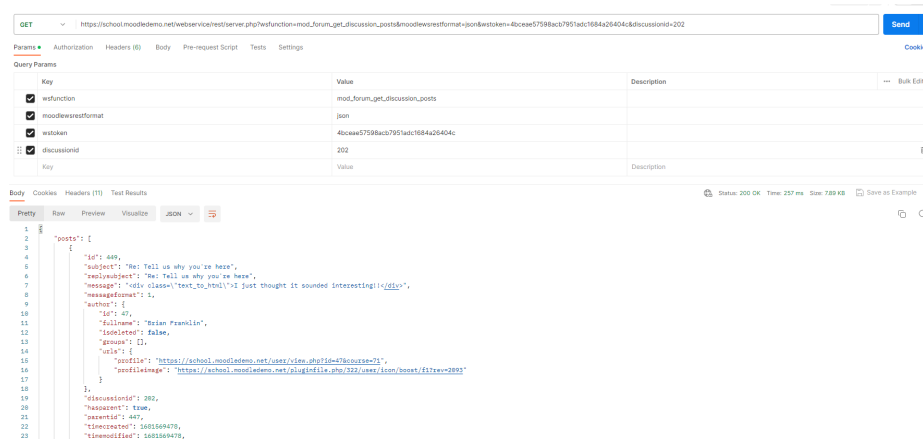 GET https://school.moodledemo.net/webservice/rest/server.php?wsfunction=mod_forum_get_discussion_posts&moodlewsrestformat=json&wstoken=4bceae57598acb7951adc1684a26404c&discussionid=202 Send
Params Authorization Headers (6) Body Pre-request Script Tests Settings Cookie
Query Params
Key Value Description Bulk Edit
wsfunction mod_forum_get_discussion_posts
moodlewsrestformat json
wstoken 4bceae57598acb7951adc1684a26404c
discussionid 202
Key Value Description
Body Cookies Headers (11) Test Results Status: 200 OK Time: 257 ms Size: 7.89 KB Save as Example
Pretty Raw Preview Visualize JSON
1 {
2 "posts": [
3 {
4 "id": 449,
5 "subject": "Re: Tell us why you're here",
6 "replysubject": "Re: Tell us why you're here",
7 "message": "<div class=\"text_to_html\">I just thought it sounded interesting!!</div>",
8 "messageformat": 1,
9 "author": {
10 "id": 47,
11 "fullname": "Brian Franklin",
12 "isdeleted": false,
13 "groups": [],
14 "urls": {
15 "profile": "https://school.moodledemo.net/user/view.php?id=47&course=71",
16 "profileimage": "https://school.moodledemo.net/pluginfile.php/322/user/icon/boost/f1?rev=2093"
17 }
18 },
19 "discussionid": 202,
20 "hasparent": true,
21 "parentid": 447,
22 "timecreated": 1681569478,
23 "timemodified": 1681569478,